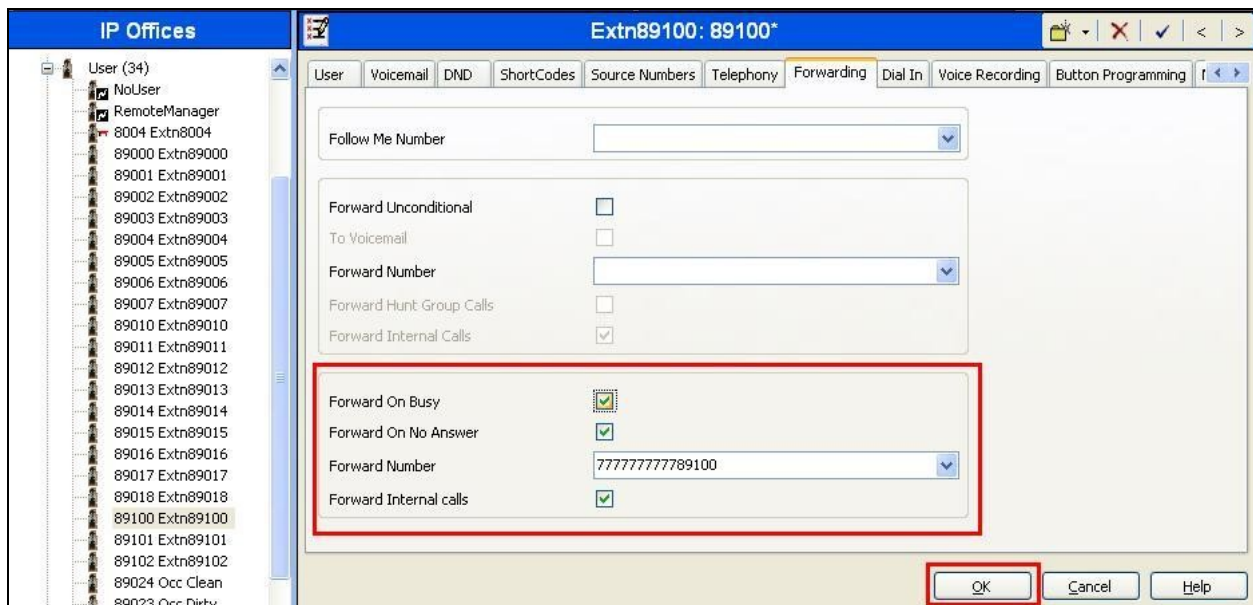 IP Offices
User (34)
NoUser
RemoteManager
8004 Extn8004
89000 Extn89000
89001 Extn89001
89002 Extn89002
89003 Extn89003
89004 Extn89004
89005 Extn89005
89006 Extn89006
89007 Extn89007
89010 Extn89010
89011 Extn89011
89012 Extn89012
89013 Extn89013
89014 Extn89014
89015 Extn89015
89016 Extn89016
89017 Extn89017
89018 Extn89018
89100 Extn89100
89101 Extn89101
89102 Extn89102
89024 Occ Clean
89023 Occ Dirty
Extn89100: 89100*
User Voicemail DND ShortCodes Source Numbers Telephony Forwarding Dial In Voice Recording Button Programming
Follow Me Number
Forward Unconditional
To Voicemail
Forward Number
Forward Hunt Group Calls
Forward Internal Calls
Forward On Busy
Forward On No Answer
Forward Number 777777777789100
Forward Internal calls
OK Cancel Help